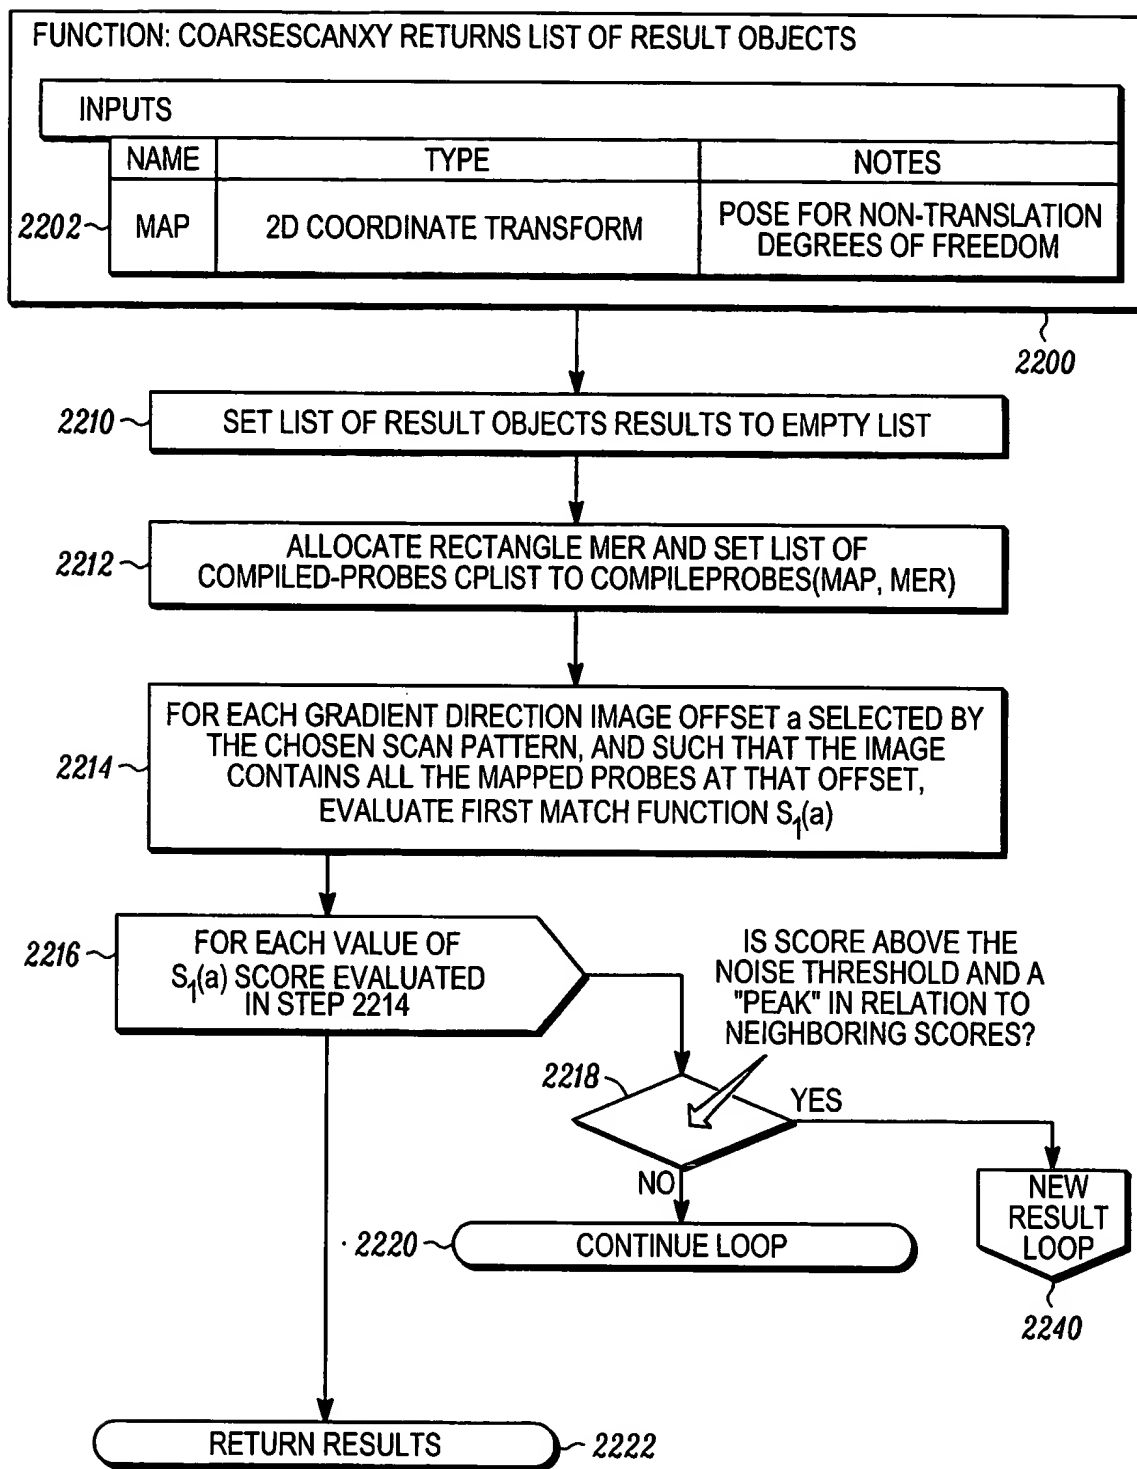 FUNCTION: COARSESCANXY RETURNS LIST OF RESULT OBJECTS
INPUTS
NAME TYPE NOTES
2202 MAP 2D COORDINATE TRANSFORM POSE FOR NON-TRANSLATION
DEGREES OF FREEDOM
2200
2210 SET LIST OF RESULT OBJECTS RESULTS TO EMPTY LIST
2212 ALLOCATE RECTANGLE MER AND SET LIST OF
COMPILED-PROBES CPLIST TO COMPILEPROBES(MAP, MER)
FOR EACH GRADIENT DIRECTION IMAGE OFFSET a SELECTED BY
2214 THE CHOSEN SCAN PATTERN, AND SUCH THAT THE IMAGE
CONTAINS ALL THE MAPPED PROBES AT THAT OFFSET,
EVALUATE FIRST MATCH FUNCTION S1(a)
2216 FOR EACH VALUE OF
S1(a) SCORE EVALUATED
IN STEP 2214
IS SCORE ABOVE THE
NOISE THRESHOLD AND A
"PEAK" IN RELATION TO
NEIGHBORING SCORES?
2218
YES
NO
2220 CONTINUE LOOP
NEW
RESULT
LOOP
2240
RETURN RESULTS 2222